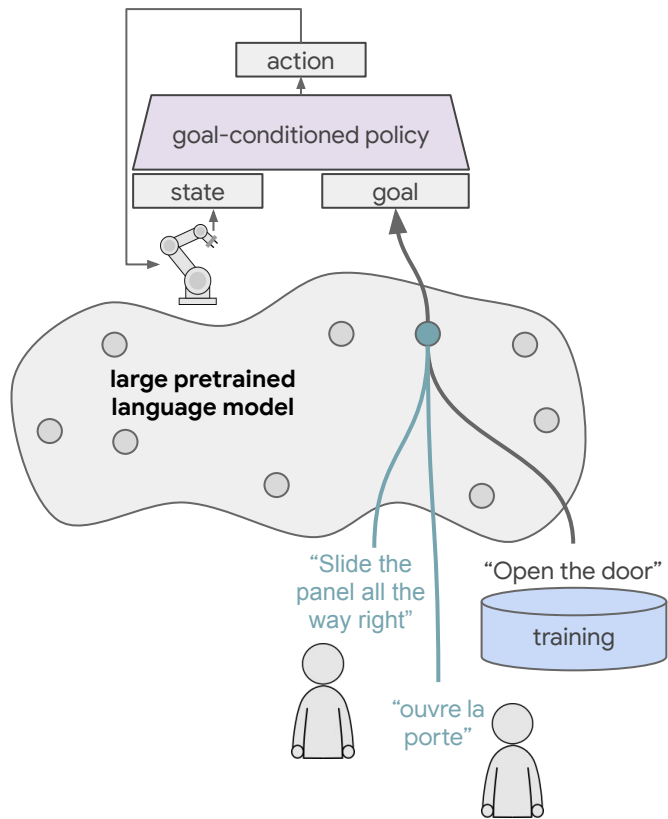 action
goal-conditioned policy
state
goal
large pretrained
language model
“Slide the
panel all the
way right”
“Open the door”
training
“ouvre la
porte”